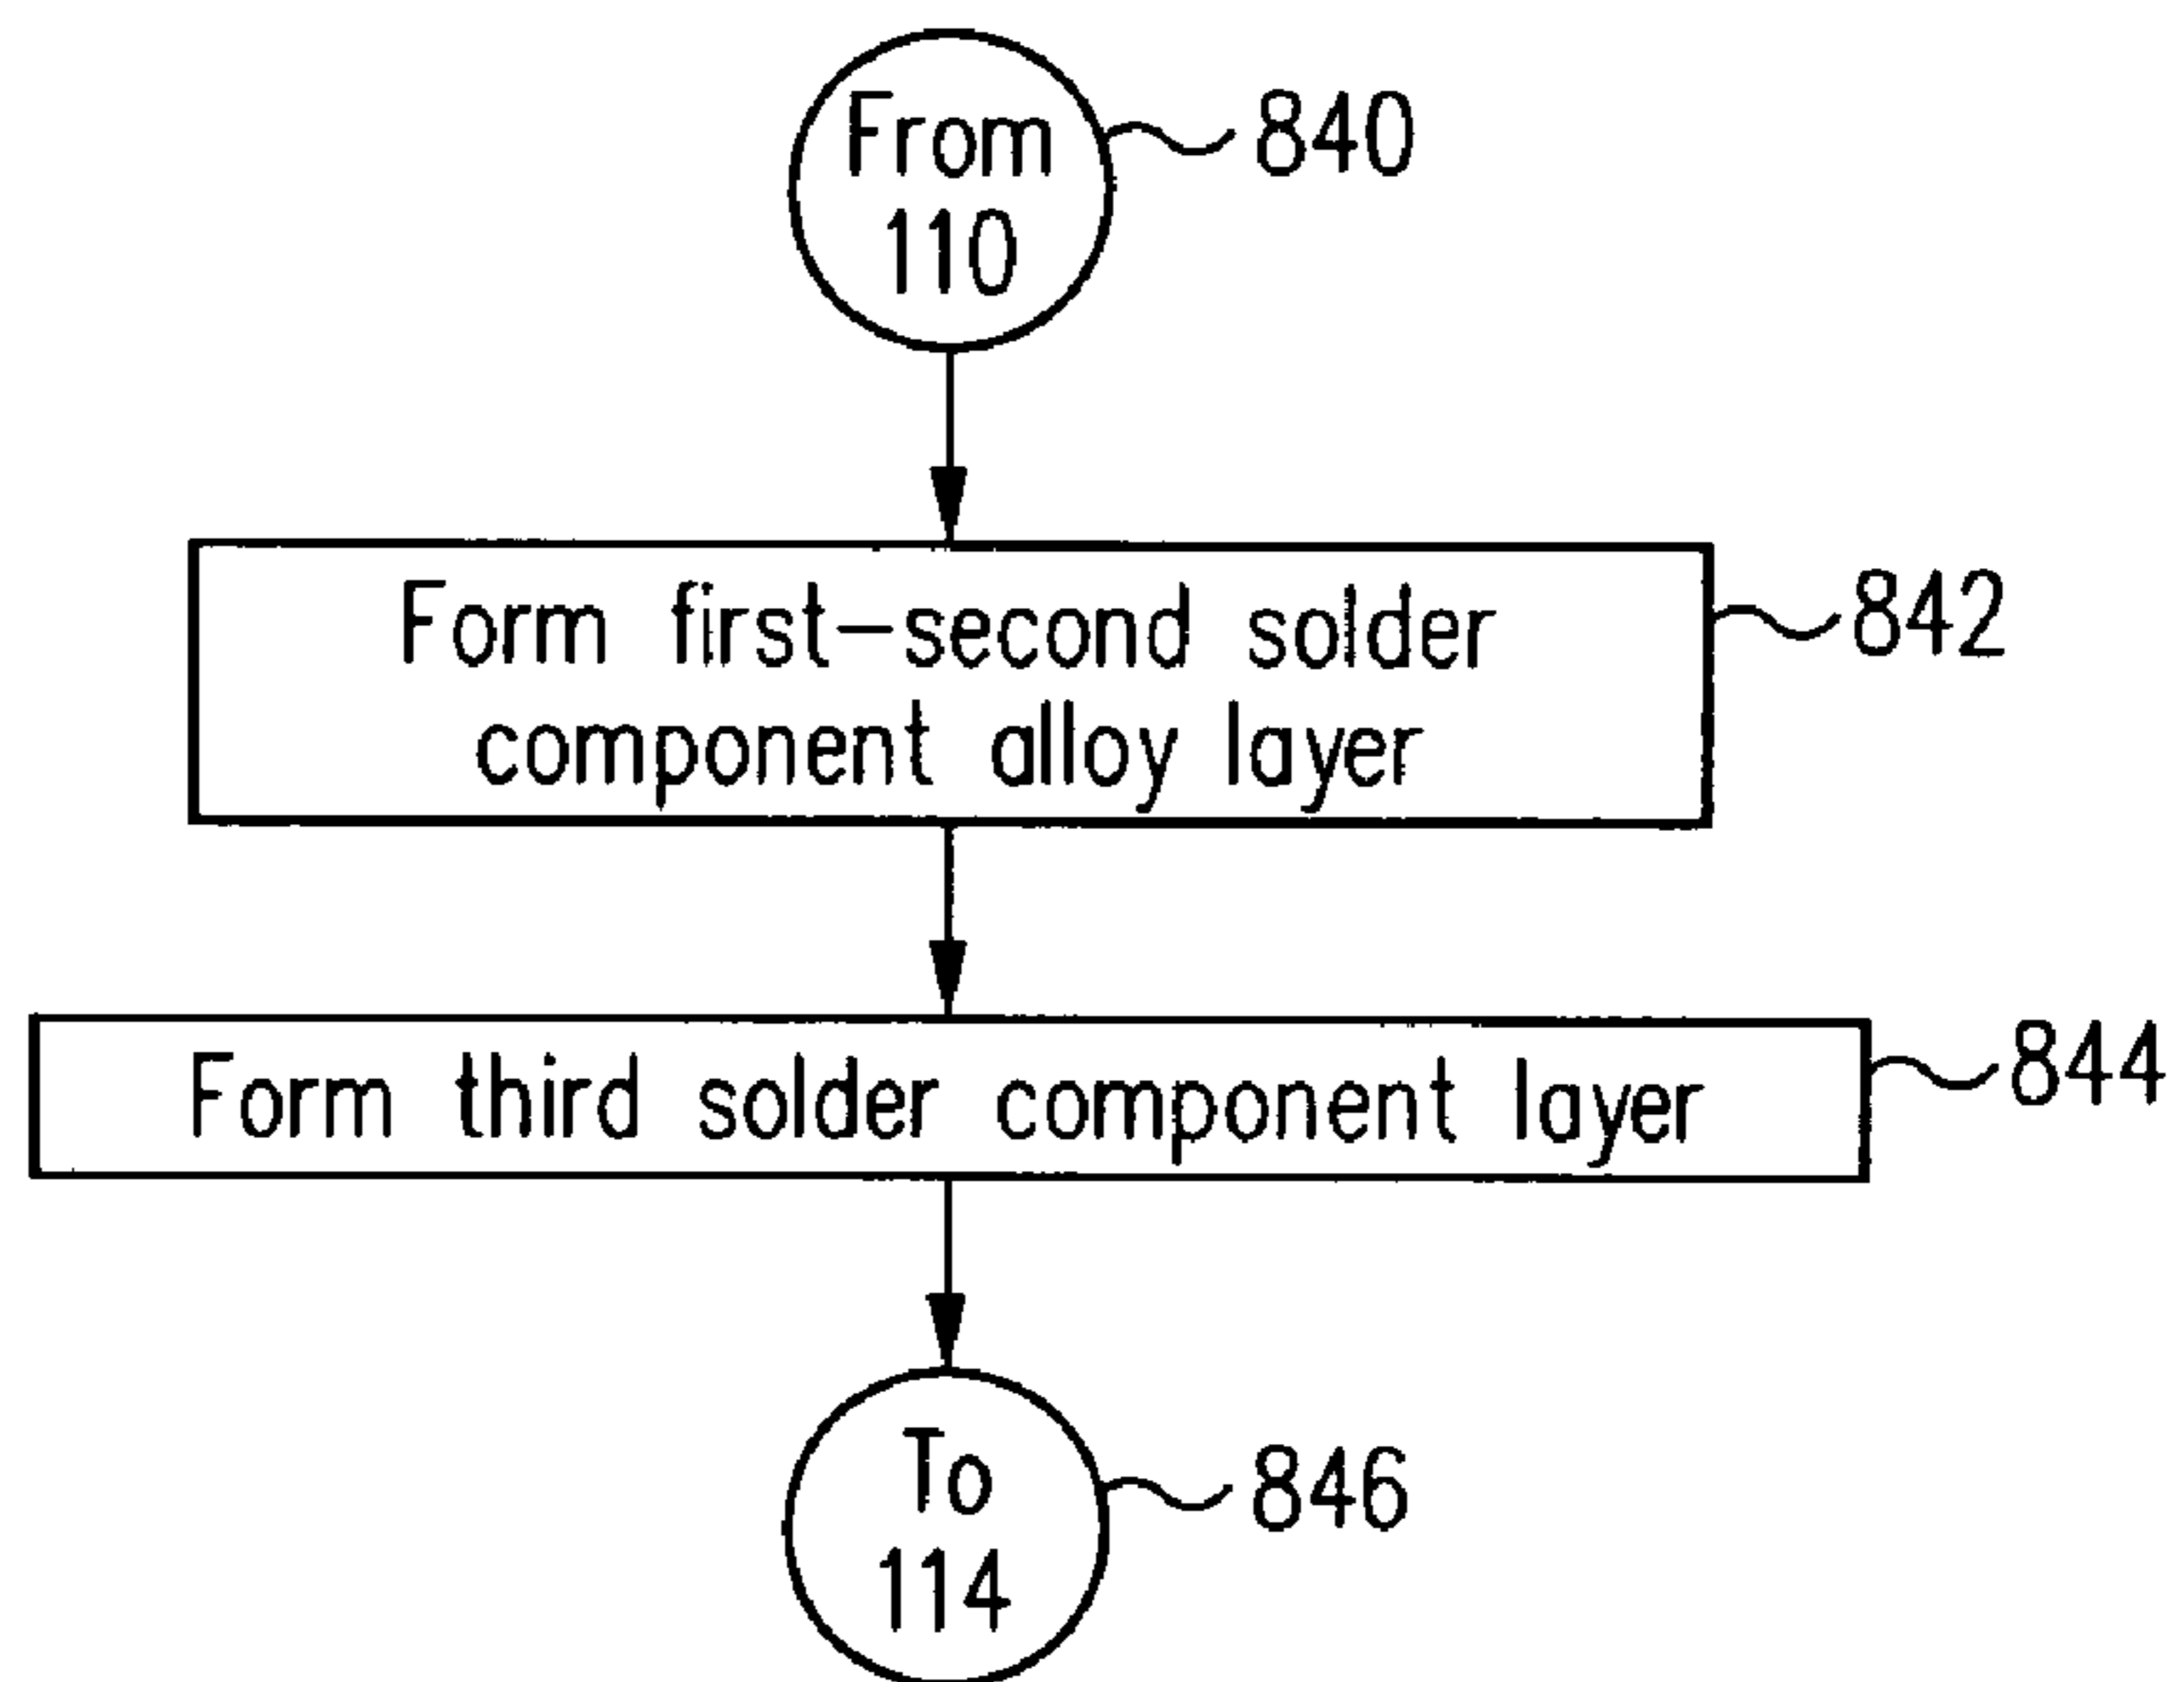 From
110
840
Form first-second solder
component alloy layer
842
Form third solder component layer
844
To
114
846